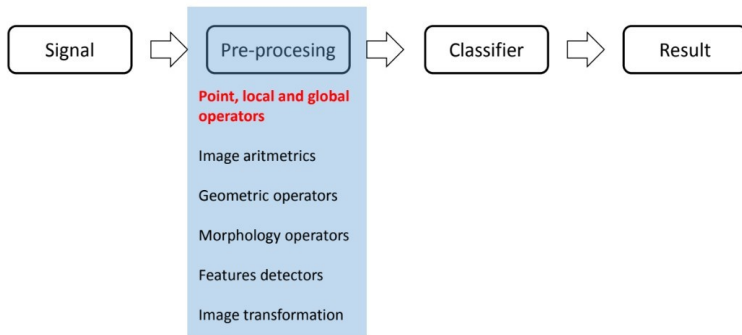 Signal
Pre-procesing
Classifier
Result
Point, local and global
operators
Image aritmetrics
Geometric operators
Morphology operators
Features detectors
Image transformation